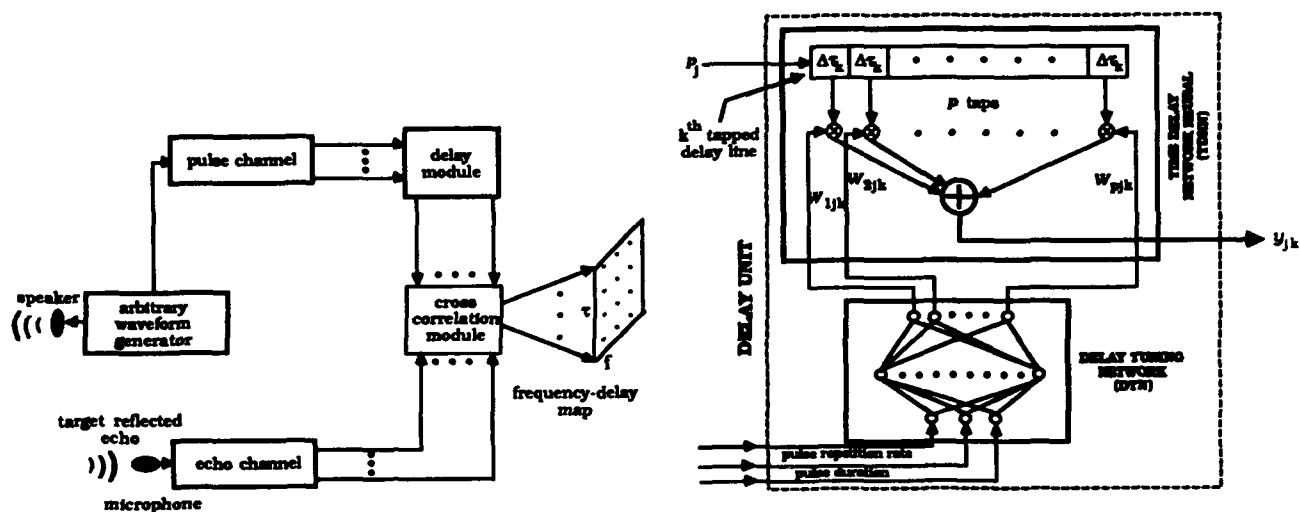 pulse channel
delay
module
speaker
arbitrary
waveform
generator
cross
correlation
module
τ
f
frequency-delay
map
target reflected
echo
echo channel
microphone
p_j
Δτ_k Δτ_k Δτ_k
p taps
k^th tapped
delay line
W_1jk
W_2jk
W_pjk
TIME DELAY
NETWORK NEURAL
(TDNN)
y_jk
DELAY UNIT
DELAY TUNING
NETWORK
(DTN)
pulse repetition rate
pulse duration